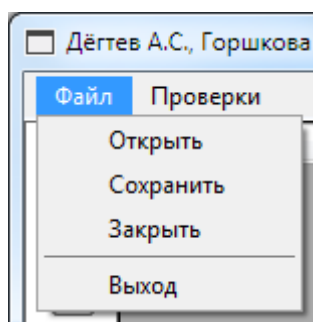 Дёгтев А.С., Горшкова
Файл Проверки
Открыть
Сохранить
Закрыть
Выход